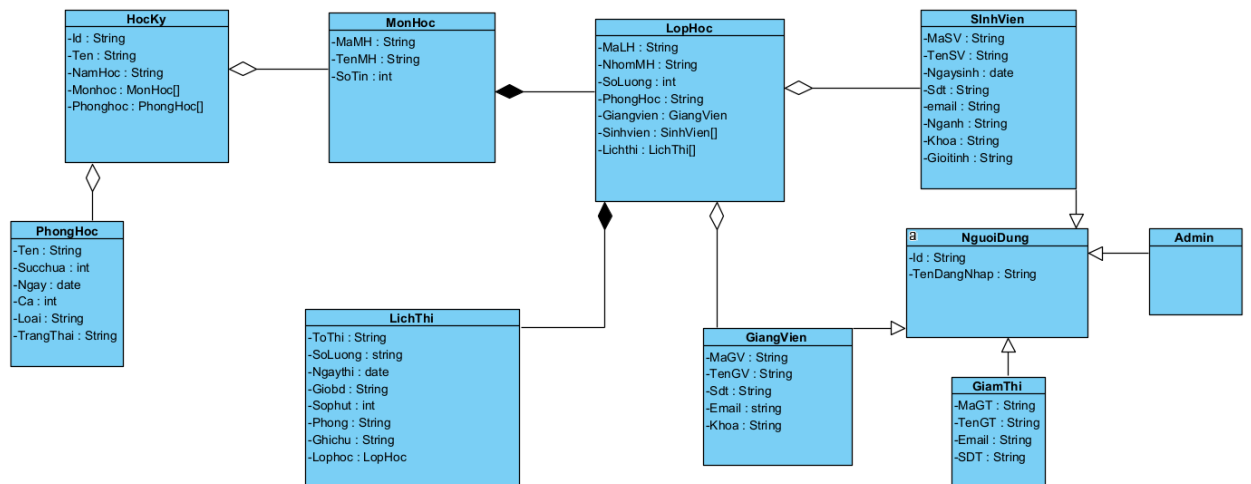 HocKy
-Id : String
-Ten : String
-NamHoc : String
-Monhoc : MonHoc[]
-Phonghoc : PhongHoc[]
MonHoc
-MaMH : String
-TenMH : String
-SoTin : int
LopHoc
-MaLH : String
-NhomMH : String
-SoLuong : int
-PhongHoc : String
-Giangvien : GiangVien
-Sinhvien : SinhVien[]
-Lichthi : LichThi[]
SInhVien
-MaSV : String
-TenSV : String
-Ngaysinh : date
-Sdt : String
-email : String
-Nganh : String
-Khoa : String
-Gioitinh : String
PhongHoc
-Ten : String
-Succhua : int
-Ngay : date
-Ca : int
-Loai : String
-TrangThai : String
a
NguoiDung
-Id : String
-TenDangNhap : String
Admin
LichThi
-ToThi : String
-SoLuong : string
-Ngaythi : date
-Giobd : String
-Sophut : int
-Phong : String
-Ghichu : String
-Lophoc : LopHoc
GiangVien
-MaGV : String
-TenGV : String
-Sdt : String
-Email : string
-Khoa : String
GiamThi
-MaGT : String
-TenGT : String
-Email : String
-SDT : String